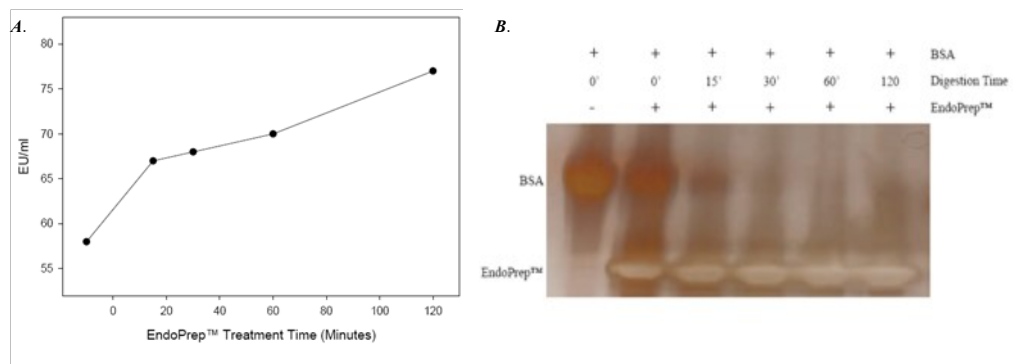 A.
80
75
70
65
60
55
EU/ml
0 20 40 60 80 100 120
EndoPrep™ Treatment Time (Minutes)
B.
+ + + + + + BSA
0' 0' 15' 30' 60' 120 Digestion Time
- + + + + + EndoPrep™
BSA
EndoPrep™